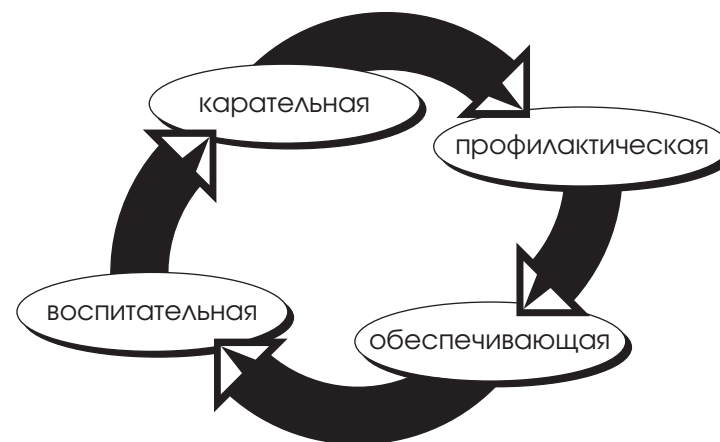 карательная
профилактическая
обеспечивающая
воспитательная